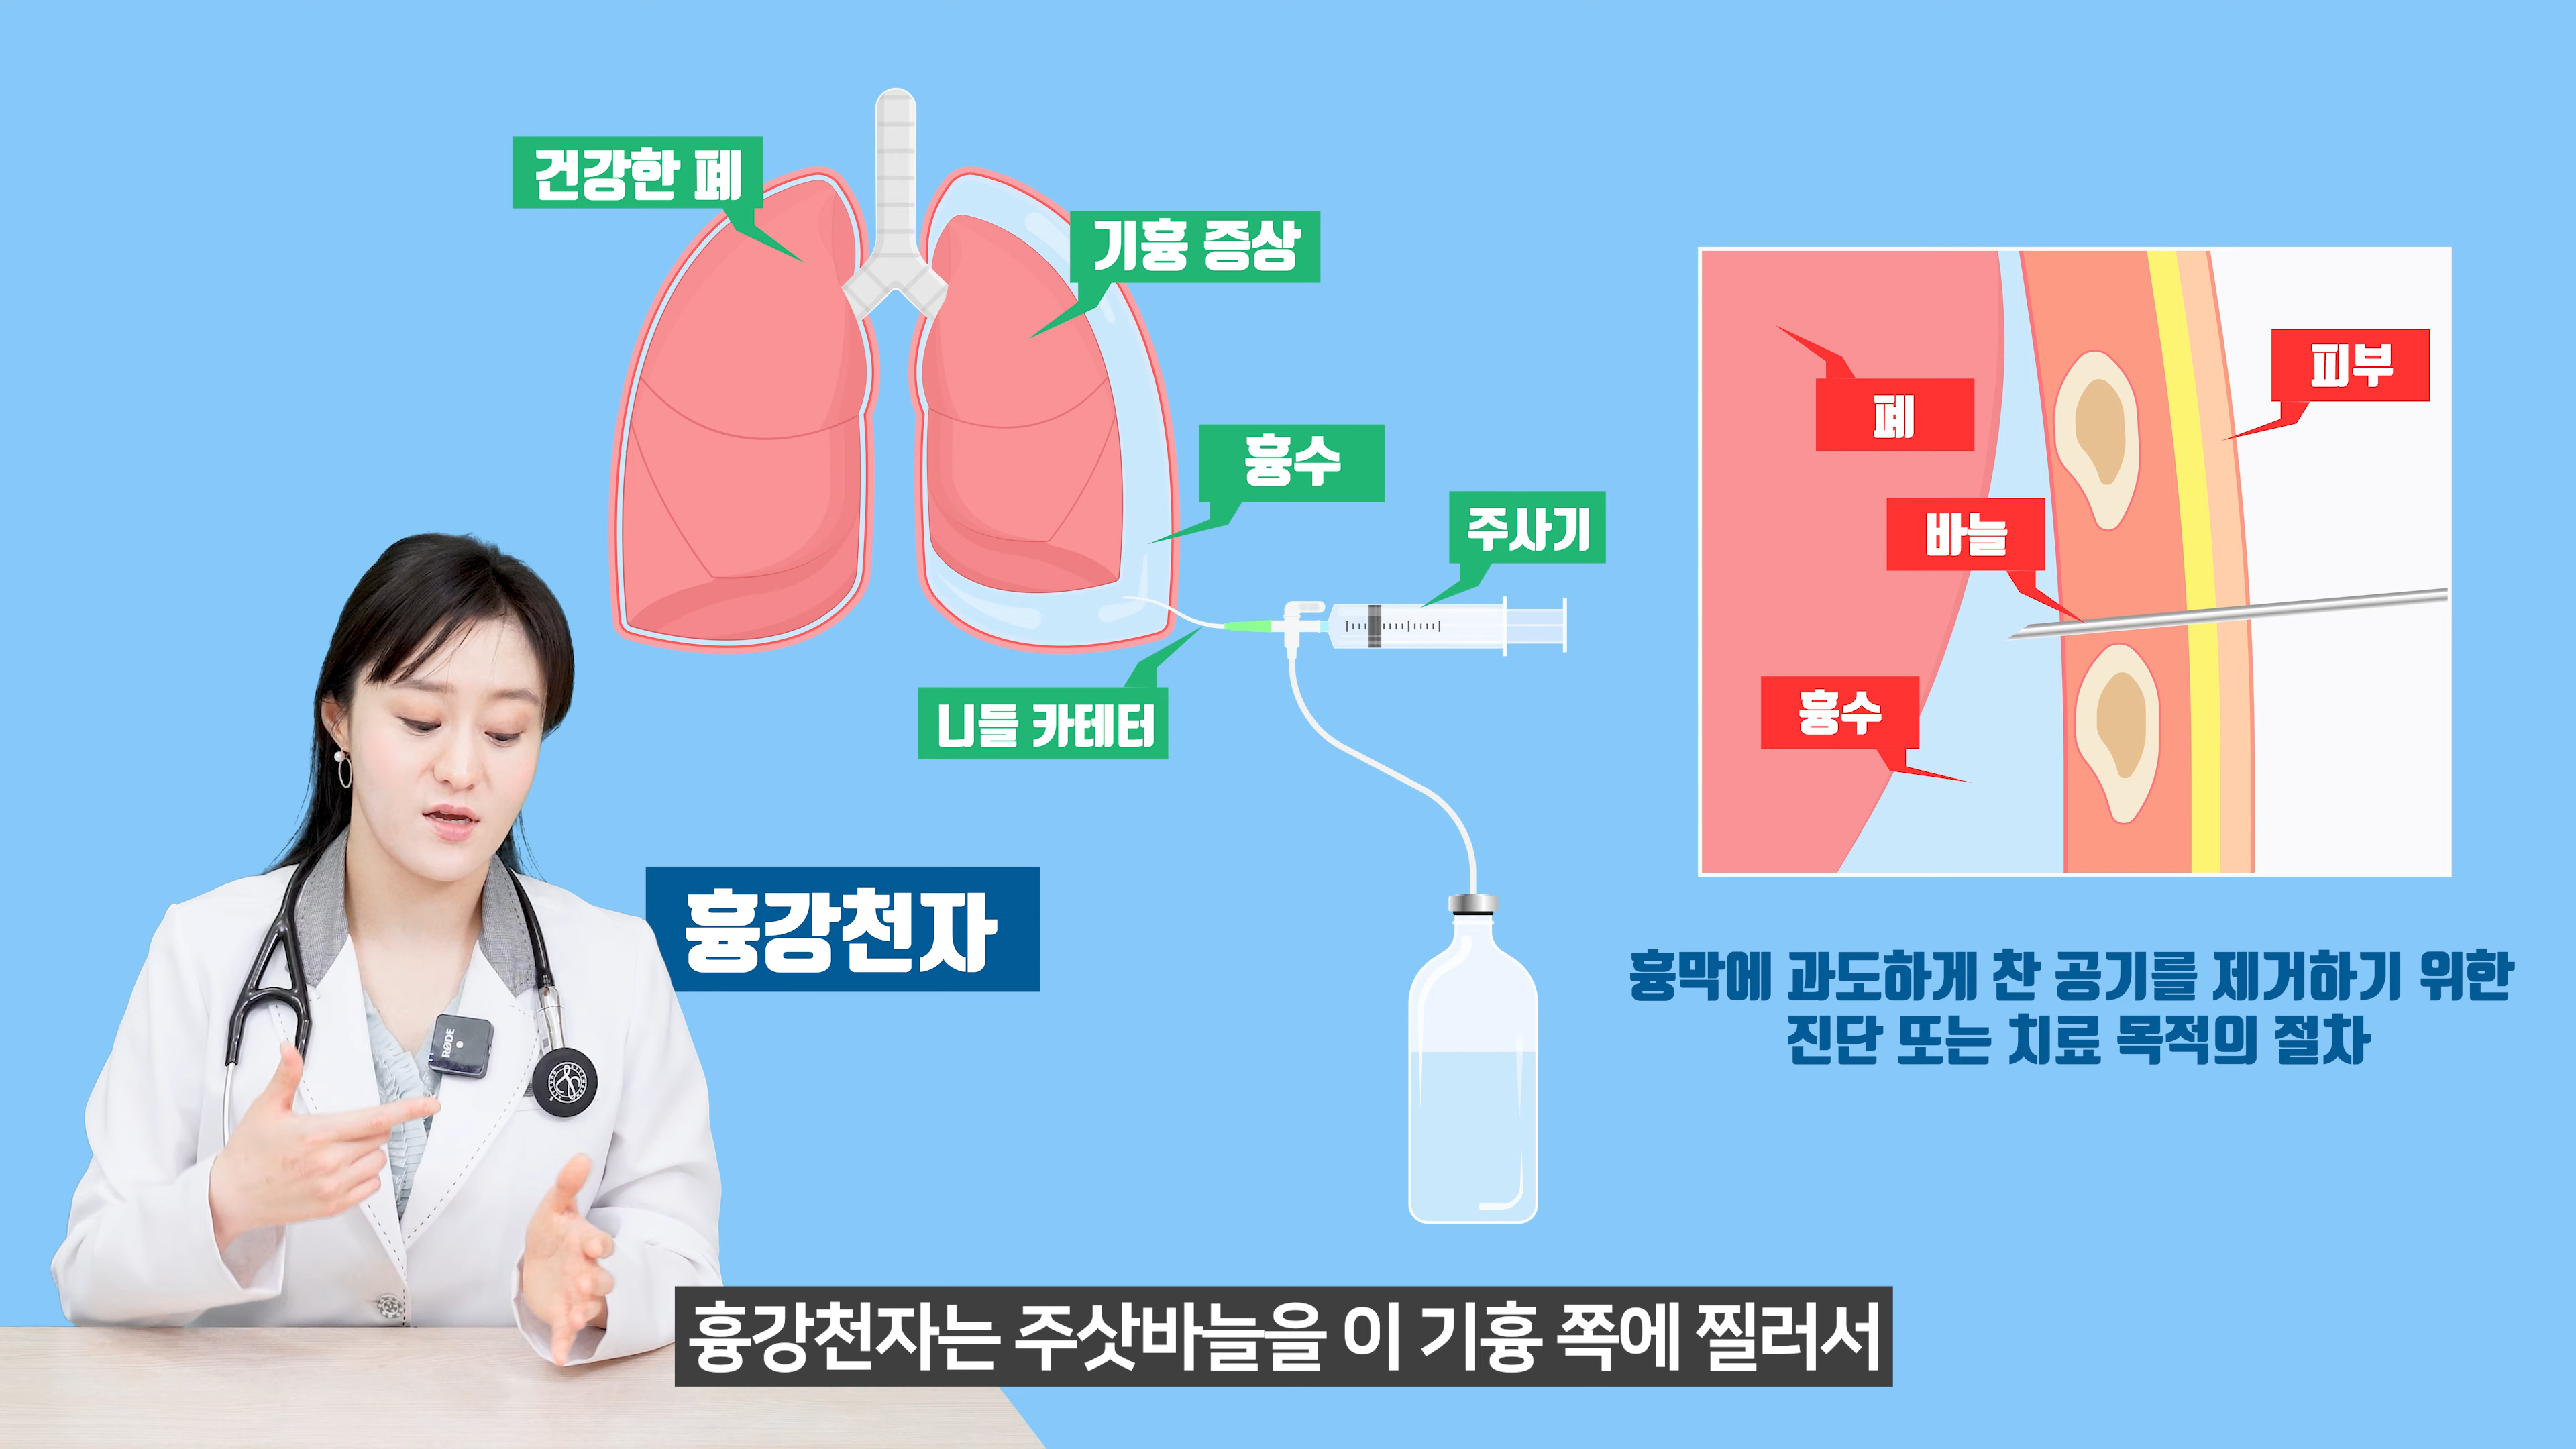 건강한 폐
기흉 증상
흉수
주사기
니들 카테터
피부
폐
바늘
흉수
흉강천자
흉막에 과도하게 찬 공기를 제거하기 위한
진단 또는 치료 목적의 절차
RØDE
흉강천자는 주삿바늘을 이 기흉 쪽에 찔러서